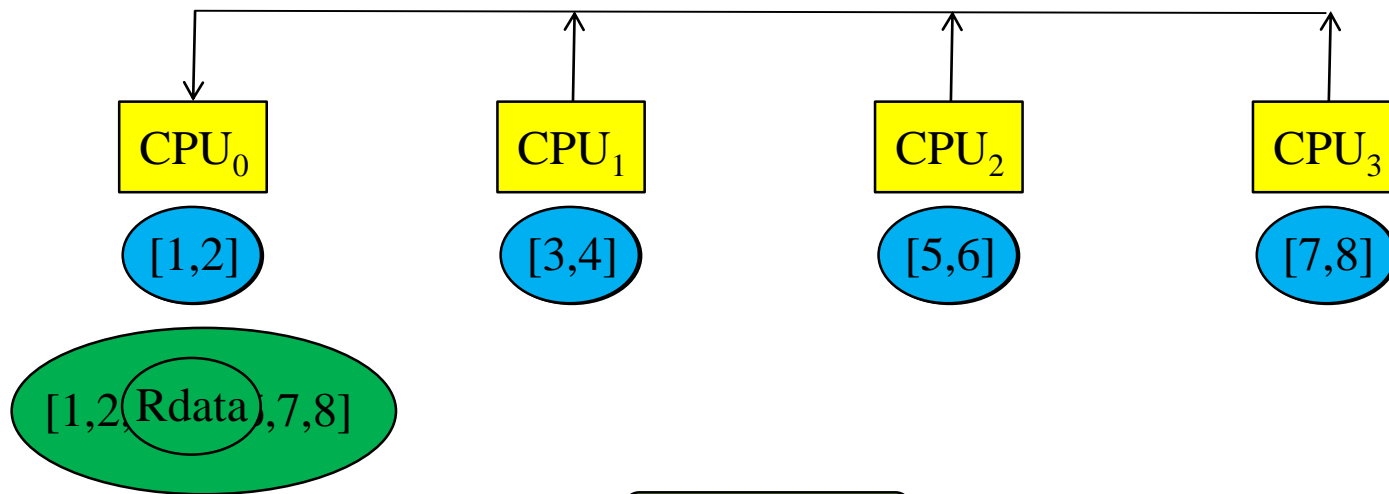 CPU₀ CPU₁ CPU₂ CPU₃
[1,2] [3,4] [5,6] [7,8]
[1,2, Rdata ,7,8]